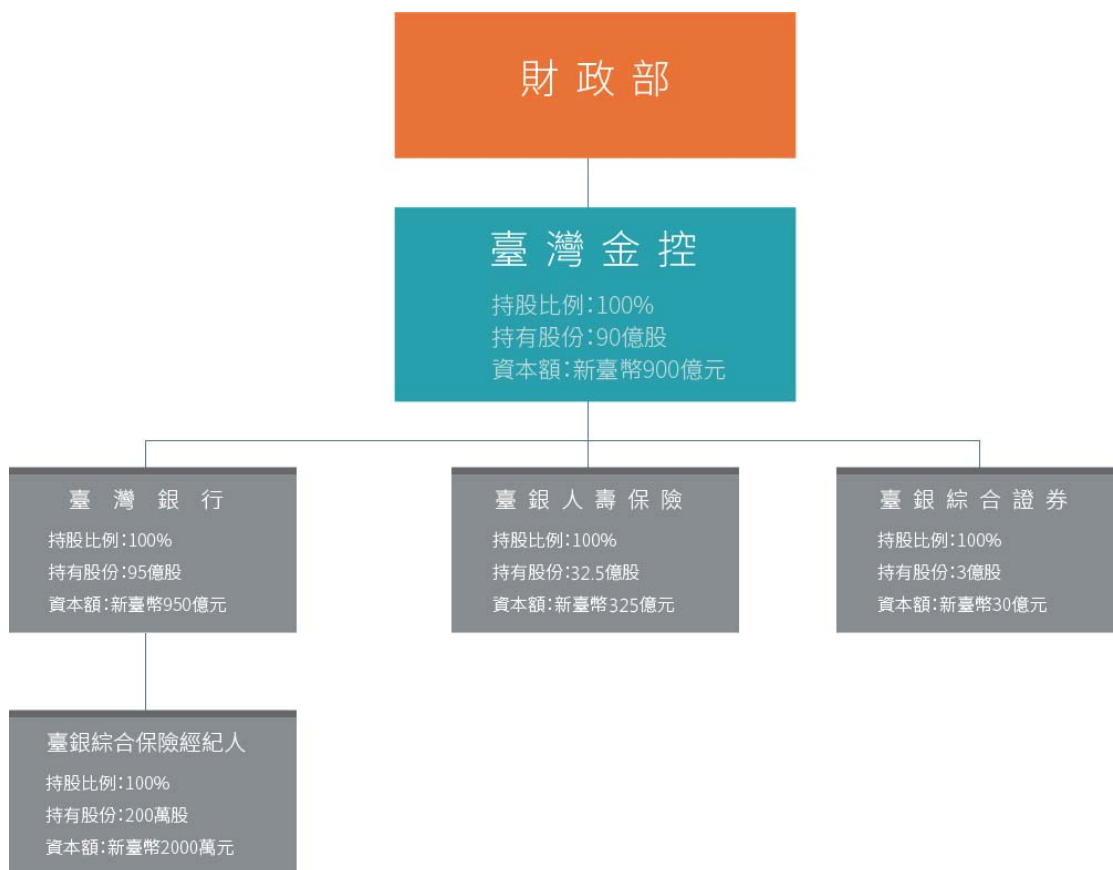 財政部
臺灣金控
持股比例:100%
持有股份:90億股
資本額:新臺幣900億元
臺灣銀行
持股比例:100%
持有股份:95億股
資本額:新臺幣950億元
臺銀人壽保險
持股比例:100%
持有股份:32.5億股
資本額:新臺幣325億元
臺銀綜合證券
持股比例:100%
持有股份:3億股
資本額:新臺幣30億元
臺銀綜合保險經紀人
持股比例:100%
持有股份:200萬股
資本額:新臺幣2000萬元